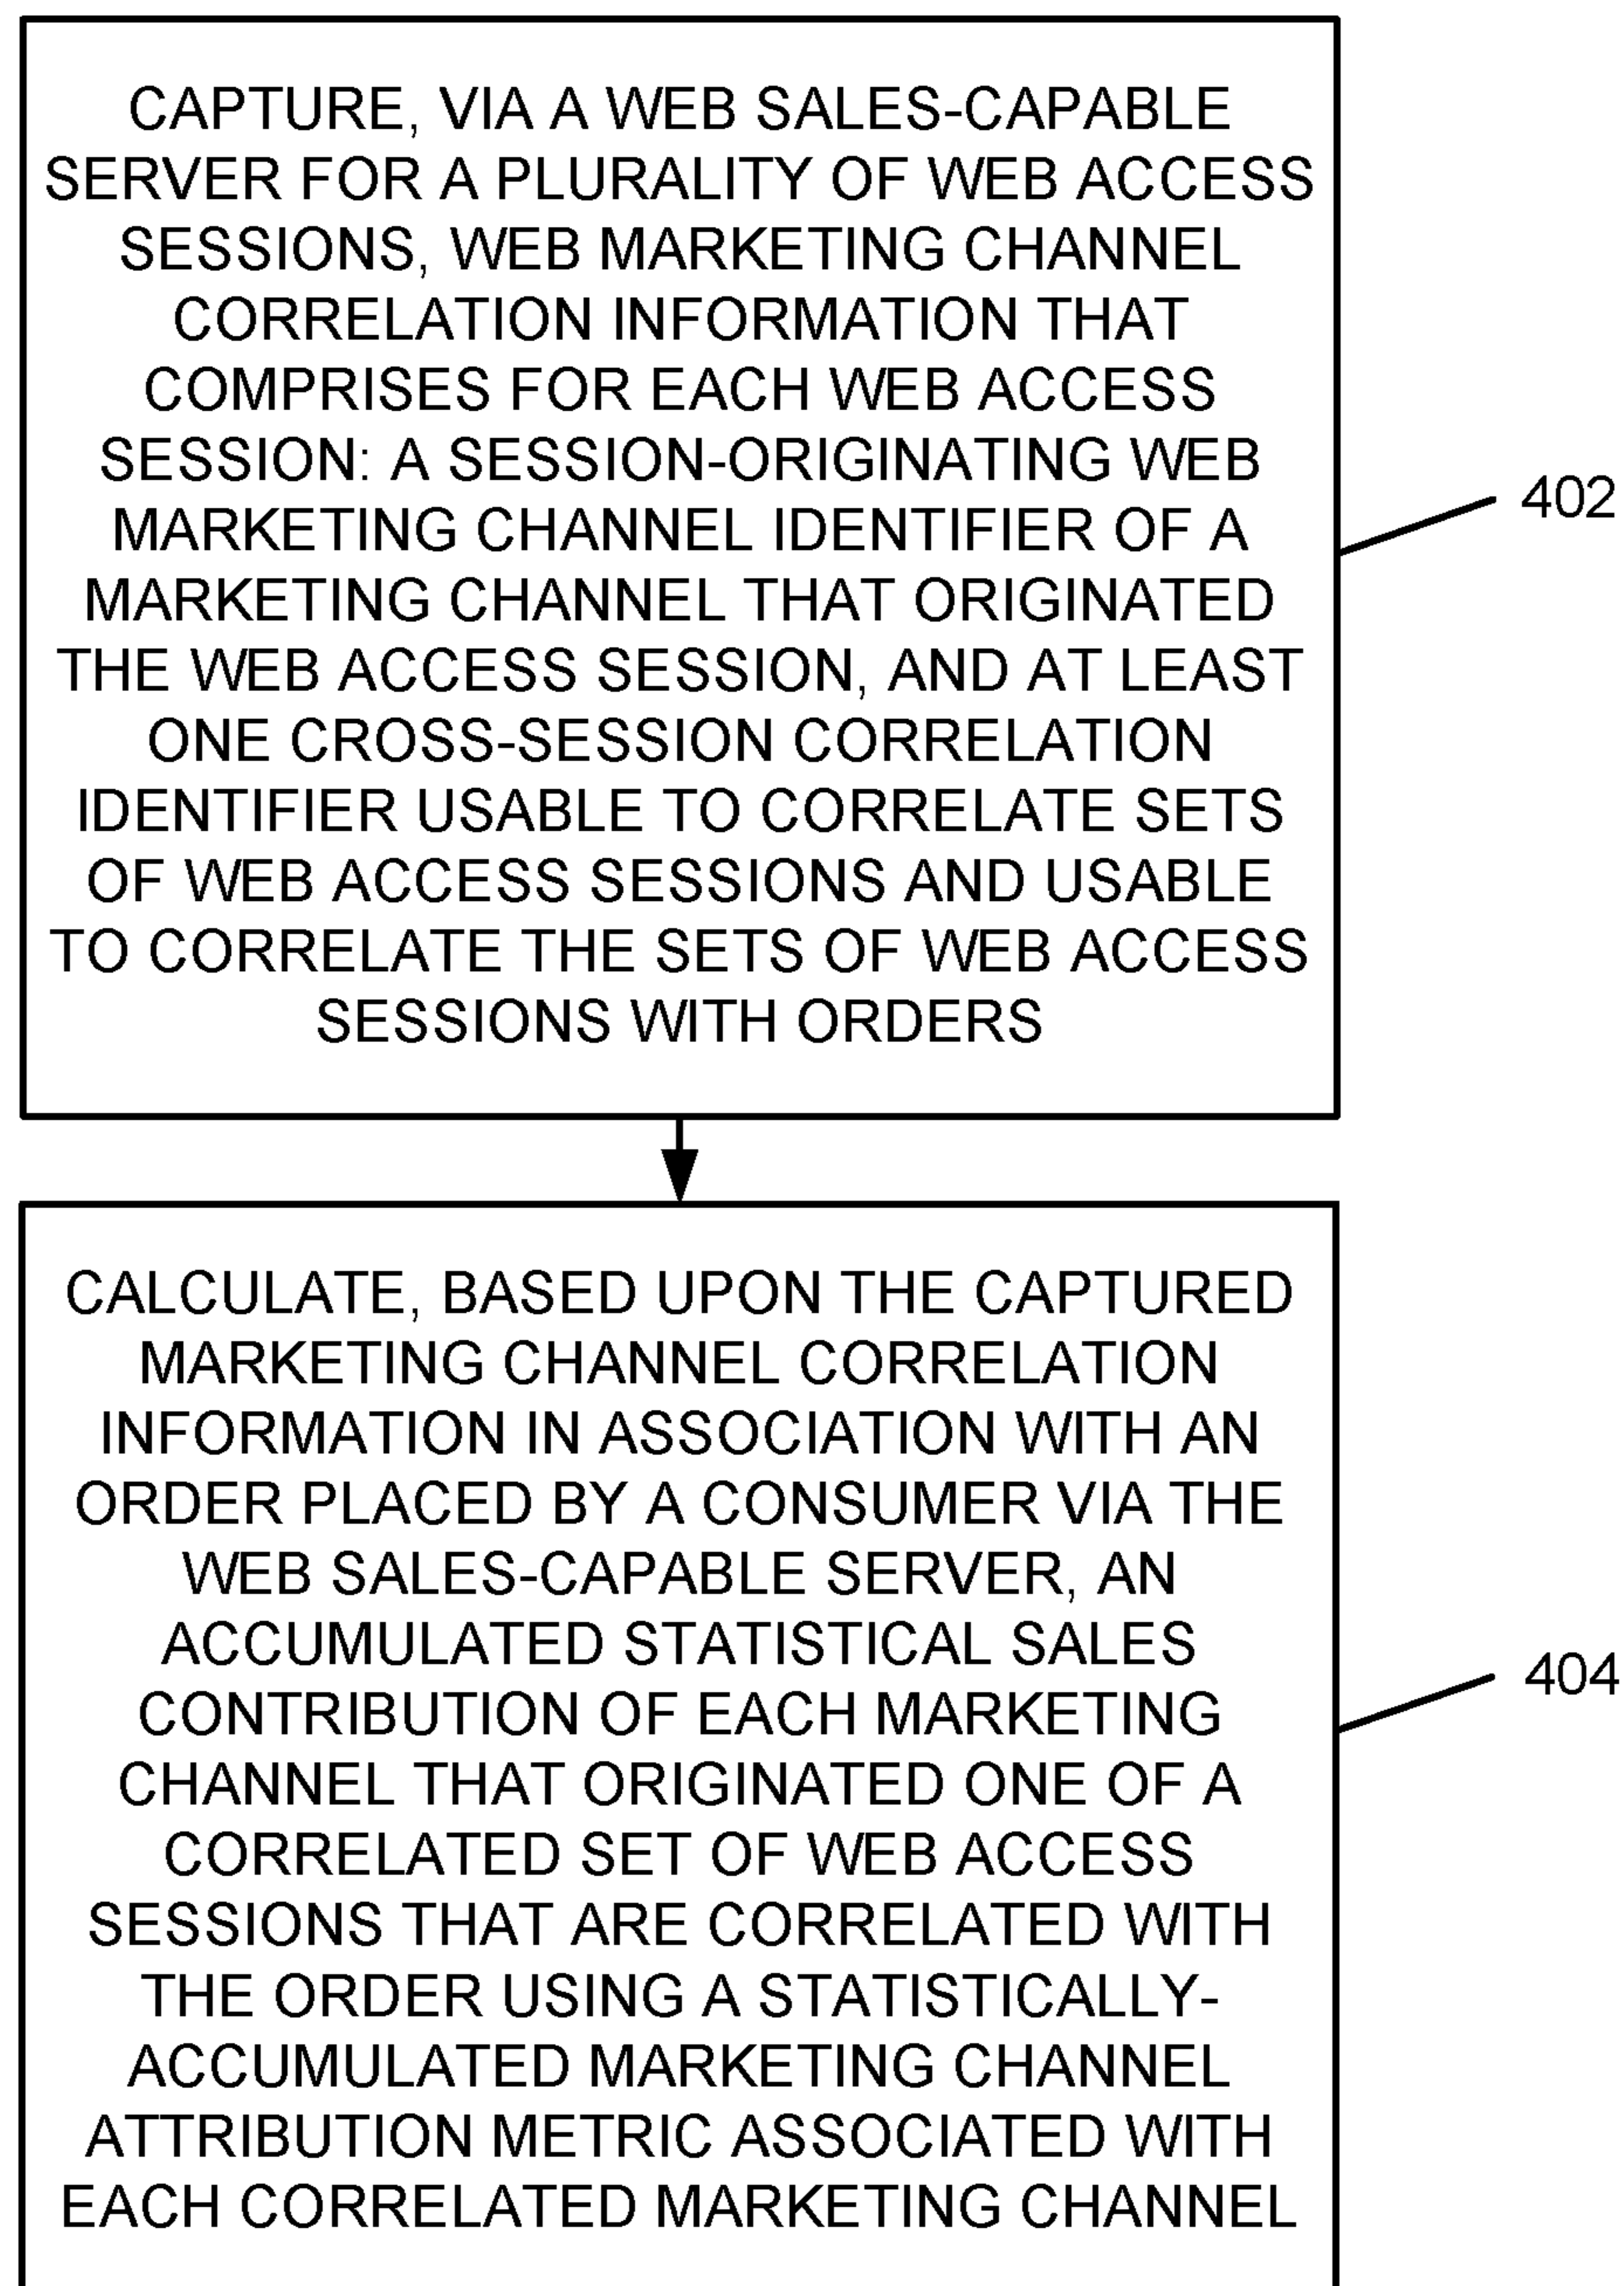 CAPTURE, VIA A WEB SALES-CAPABLE
SERVER FOR A PLURALITY OF WEB ACCESS
SESSIONS, WEB MARKETING CHANNEL
CORRELATION INFORMATION THAT
COMPRISES FOR EACH WEB ACCESS
SESSION: A SESSION-ORIGINATING WEB
MARKETING CHANNEL IDENTIFIER OF A
MARKETING CHANNEL THAT ORIGINATED
THE WEB ACCESS SESSION, AND AT LEAST
ONE CROSS-SESSION CORRELATION
IDENTIFIER USABLE TO CORRELATE SETS
OF WEB ACCESS SESSIONS AND USABLE
TO CORRELATE THE SETS OF WEB ACCESS
SESSIONS WITH ORDERS
402
CALCULATE, BASED UPON THE CAPTURED
MARKETING CHANNEL CORRELATION
INFORMATION IN ASSOCIATION WITH AN
ORDER PLACED BY A CONSUMER VIA THE
WEB SALES-CAPABLE SERVER, AN
ACCUMULATED STATISTICAL SALES
CONTRIBUTION OF EACH MARKETING
CHANNEL THAT ORIGINATED ONE OF A
CORRELATED SET OF WEB ACCESS
SESSIONS THAT ARE CORRELATED WITH
THE ORDER USING A STATISTICALLY-
ACCUMULATED MARKETING CHANNEL
ATTRIBUTION METRIC ASSOCIATED WITH
EACH CORRELATED MARKETING CHANNEL
404